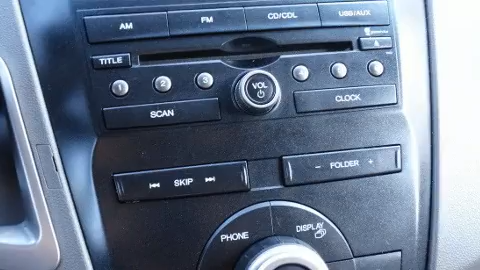 AM FM CD/CDL USB/AUX
TITLE
1 2 3 VOL
SCAN CLOCK
SKIP - FOLDER +
PHONE DISPLAY